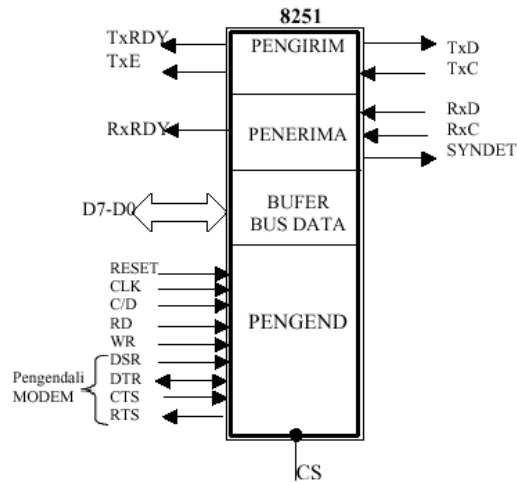 8251
TxRDY
TxE
PENGIRIM
TxD
TxC
RxRDY
PENERIMA
RxD
RxC
SYNDET
D7-D0
BUFER
BUS DATA
RESET
CLK
C/D
RD
WR
DSR
DTR
CTS
RTS
Pengendali
MODEM
PENGEND
CS